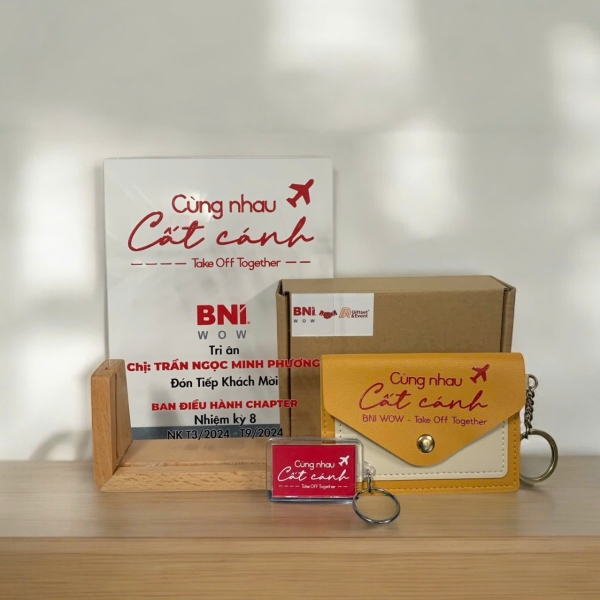 Cùng nhau
Cất cánh
Take Off Together
BNI
WOW
Tri ân
Chị: TRẦN NGỌC MINH PHƯƠNG
Đón Tiếp Khách Mời
BAN ĐIỀU HÀNH CHAPTER
Nhiệm kỳ 8
NK T3/2024 - T9/2024
BNI
WOW
Giftset
&Event
Cùng nhau
Cất cánh
BNI WOW - Take Off Together
Cùng nhau
Cất cánh
Take Off Together